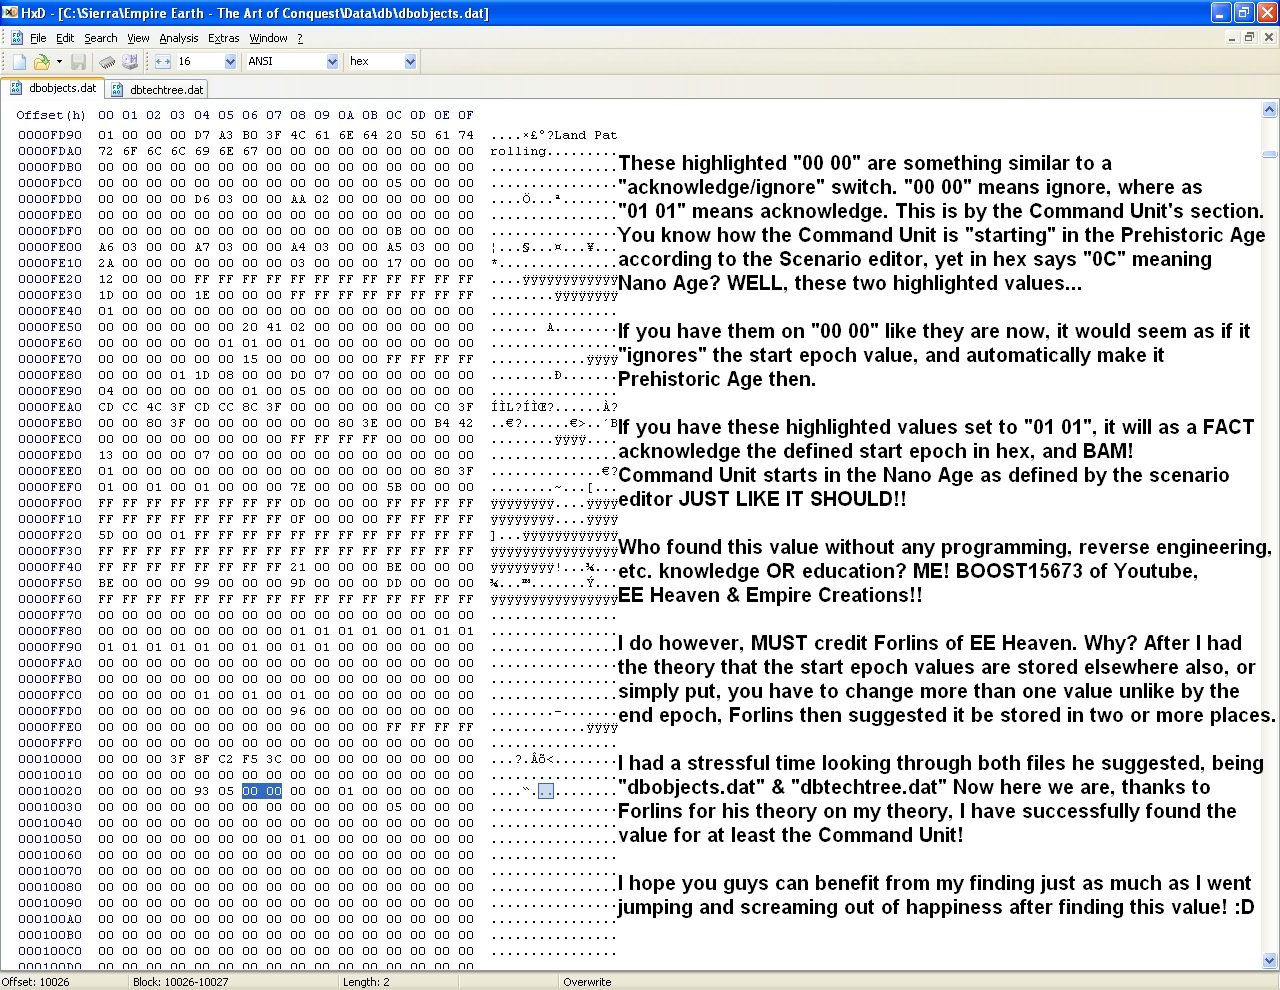 HxD - [C:\Sierra\Empire Earth - The Art of Conquest\Data\db\dbobjects.dat]
File Edit Search View Analysis Extras Window ?
16 ANSI hex
dbobjects.dat dbtechtree.dat
Offset(h) 00 01 02 03 04 05 06 07 08 09 0A 0B 0C 0D 0E 0F
0000FD90 01 00 00 00 D7 A3 B0 3F 4C 61 6E 64 20 50 61 74 ....×£°?Land Pat
0000FDA0 72 6F 6C 6C 69 6E 67 00 00 00 00 00 00 00 00 00 rolling.........
0000FDB0 00 00 00 00 00 00 00 00 00 00 00 00 00 00 00 00 ................
0000FDC0 00 00 00 00 00 00 00 00 00 00 00 00 05 00 00 00 ................
0000FDD0 00 00 00 00 D6 03 00 00 AA 02 00 00 00 00 00 00 ....Ö...ª.......
0000FDE0 00 00 00 00 00 00 00 00 00 00 00 00 00 00 00 00 ................
0000FDF0 00 00 00 00 00 00 00 00 00 00 00 00 0B 00 00 00 ................
0000FE00 A6 03 00 00 A7 03 00 00 A4 03 00 00 A5 03 00 00 ¦...§...¤...¥...
0000FE10 2A 00 00 00 00 00 00 00 03 00 00 00 17 00 00 00 *...............
0000FE20 12 00 00 00 FF FF FF FF FF FF FF FF FF FF FF FF ....ÿÿÿÿÿÿÿÿÿÿÿÿ
0000FE30 1D 00 00 00 1E 00 00 00 FF FF FF FF FF FF FF FF ........ÿÿÿÿÿÿÿÿ
0000FE40 01 00 00 00 00 00 00 00 00 00 00 00 00 00 00 00 ................
0000FE50 00 00 00 00 00 00 20 41 02 00 00 00 00 00 00 00 ...... A........
0000FE60 00 00 00 00 00 01 01 00 01 00 00 00 00 00 00 00 ................
0000FE70 00 00 00 00 00 00 15 00 00 00 00 00 FF FF FF FF ............ÿÿÿÿ
0000FE80 00 00 00 01 1D 08 00 00 D0 07 00 00 00 00 00 00 ........Ð.......
0000FE90 04 00 00 00 00 00 01 00 05 00 00 00 00 00 00 00 ................
0000FEA0 CD CC 4C 3F CD CC 8C 3F 00 00 00 00 00 00 C0 3F ÍÌL?ÍÌŒ?......À?
0000FEB0 00 00 80 3F 00 00 00 00 00 00 80 3E 00 00 B4 42 ..€?......€>..´B
0000FEC0 00 00 00 00 00 00 00 00 FF FF FF FF 00 00 00 00 ........ÿÿÿÿ....
0000FED0 13 00 00 00 07 00 00 00 00 00 00 00 00 00 00 00 ................
0000FEE0 01 00 00 00 00 00 00 00 00 00 00 00 00 00 80 3F ..............€?
0000FEF0 01 00 01 00 01 00 00 00 7E 00 00 00 5B 00 00 00 ........~...[...
0000FF00 FF FF FF FF FF FF FF FF 0D 00 00 00 FF FF FF FF ÿÿÿÿÿÿÿÿ....ÿÿÿÿ
0000FF10 FF FF FF FF FF FF FF FF 0F 00 00 00 FF FF FF FF ÿÿÿÿÿÿÿÿ....ÿÿÿÿ
0000FF20 5D 00 00 01 FF FF FF FF FF FF FF FF FF FF FF FF ]...ÿÿÿÿÿÿÿÿÿÿÿÿ
0000FF30 FF FF FF FF FF FF FF FF FF FF FF FF FF FF FF FF ÿÿÿÿÿÿÿÿÿÿÿÿÿÿÿÿ
0000FF40 FF FF FF FF FF FF FF FF 21 00 00 00 BE 00 00 00 ÿÿÿÿÿÿÿÿ!...¾...
0000FF50 BE 00 00 00 99 00 00 00 9D 00 00 00 DD 00 00 00 ¾...™.......Ý...
0000FF60 FF FF FF FF FF FF FF FF FF FF FF FF FF FF FF FF ÿÿÿÿÿÿÿÿÿÿÿÿÿÿÿÿ
0000FF70 00 00 00 00 00 00 00 00 00 00 00 00 00 00 00 00 ................
0000FF80 00 00 00 00 00 00 00 00 01 01 01 01 00 01 01 01 ................
0000FF90 01 01 01 01 01 00 01 00 01 01 00 00 00 00 00 00 ................
0000FFA0 00 00 00 00 00 00 00 00 00 00 00 00 00 00 00 00 ................
0000FFB0 00 00 00 00 00 00 00 00 00 00 00 00 00 00 00 00 ................
0000FFC0 00 00 00 00 01 00 01 00 01 00 00 00 00 00 00 00 ................
0000FFD0 00 00 00 00 00 00 00 00 96 00 00 00 00 00 00 00 ........–.......
0000FFE0 00 00 00 00 00 00 00 00 00 00 00 00 FF FF FF FF ............ÿÿÿÿ
0000FFF0 00 00 00 00 00 00 00 00 00 00 00 00 00 00 00 00 ................
00010000 00 00 00 3F 8F C2 F5 3C 00 00 00 00 00 00 00 00 ...?.Âõ<........
00010010 00 00 00 00 00 00 00 00 00 00 00 00 00 00 00 00 ................
00010020 00 00 00 00 93 05 00 00 00 00 01 00 00 00 00 00 ....“...........
00010030 00 00 00 00 00 00 00 00 00 00 00 00 05 00 00 00 ................
00010040 00 00 00 00 00 00 00 00 00 00 00 00 00 00 00 00 ................
00010050 00 00 00 00 00 00 00 00 01 00 00 00 00 00 00 00 ................
00010060 00 00 00 00 00 00 00 00 00 00 00 00 00 00 00 00 ................
00010070 00 00 00 00 00 00 00 00 00 00 00 00 00 00 00 00 ................
00010080 00 00 00 00 00 00 00 00 00 00 00 00 00 00 00 00 ................
00010090 00 00 00 00 00 00 00 00 00 00 00 00 00 00 00 00 ................
000100A0 00 00 00 00 00 00 00 00 00 00 00 00 00 00 00 00 ................
000100B0 00 00 00 00 00 00 00 00 00 00 00 00 00 00 00 00 ................
000100C0 00 00 00 00 00 00 00 00 00 00 00 00 00 00 00 00 ................
000100D0 00 00 00 00 00 00 00 00 00 00 00 00 00 00 00 00
These highlighted "00 00" are something similar to a
"acknowledge/ignore" switch. "00 00" means ignore, where as
"01 01" means acknowledge. This is by the Command Unit's section.
You know how the Command Unit is "starting" in the Prehistoric Age
according to the Scenario editor, yet in hex says "0C" meaning
Nano Age? WELL, these two highlighted values...
If you have them on "00 00" like they are now, it would seem as if it
"ignores" the start epoch value, and automatically make it
Prehistoric Age then.
If you have these highlighted values set to "01 01", it will as a FACT
acknowledge the defined start epoch in hex, and BAM!
Command Unit starts in the Nano Age as defined by the scenario
editor JUST LIKE IT SHOULD!!
Who found this value without any programming, reverse engineering,
etc. knowledge OR education? ME! BOOST15673 of Youtube,
EE Heaven & Empire Creations!!
I do however, MUST credit Forlins of EE Heaven. Why? After I had
the theory that the start epoch values are stored elsewhere also, or
simply put, you have to change more than one value unlike by the
end epoch, Forlins then suggested it be stored in two or more places.
I had a stressful time looking through both files he suggested, being
"dbobjects.dat" & "dbtechtree.dat" Now here we are, thanks to
Forlins for his theory on my theory, I have successfully found the
value for at least the Command Unit!
I hope you guys can benefit from my finding just as much as I went
jumping and screaming out of happiness after finding this value! :D
Offset: 10026 Block: 10026-10027 Length: 2 Overwrite